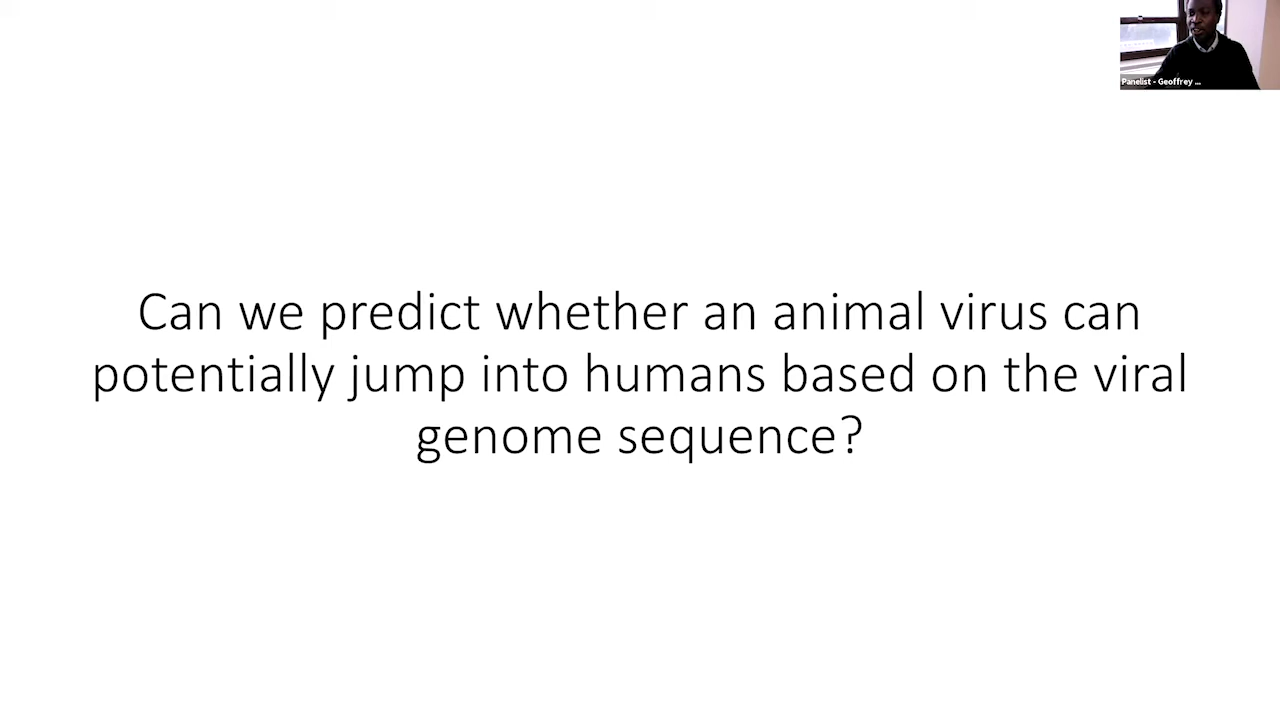 Panelist - Geoffrey ...
Can we predict whether an animal virus can
potentially jump into humans based on the viral
genome sequence?